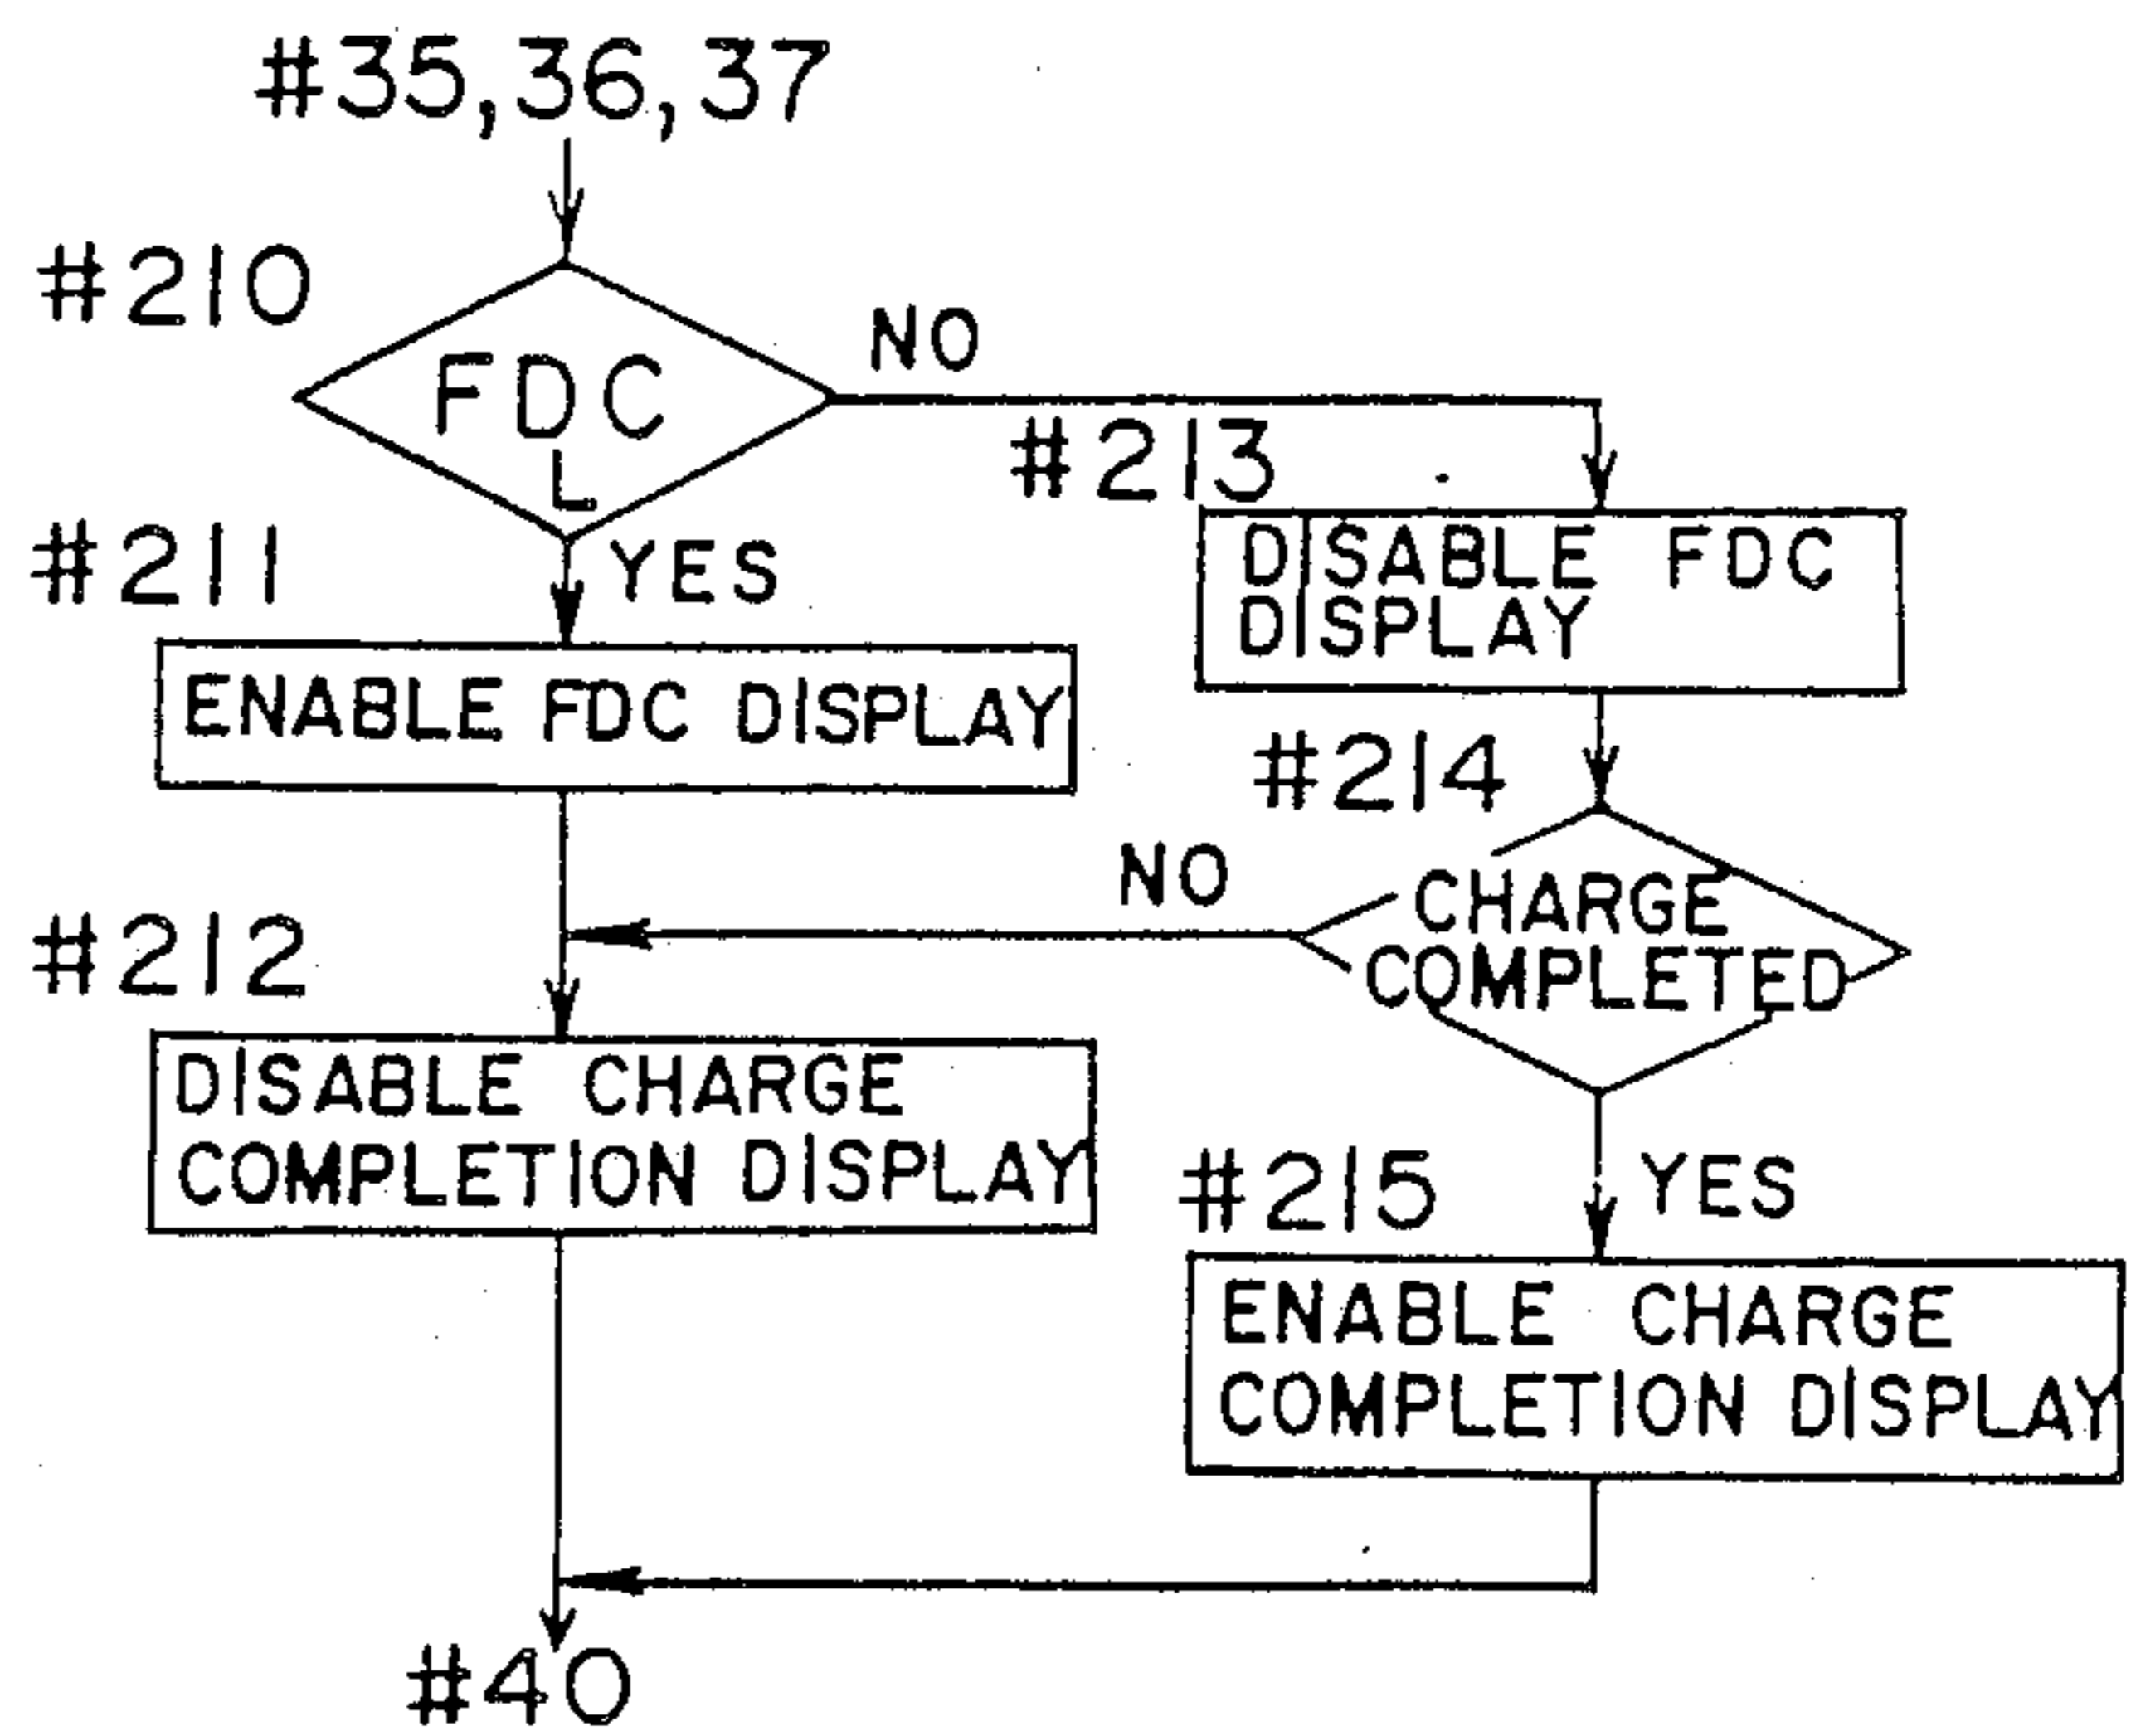 #35,36,37
#210
FDC
L
NO
#213
#211
YES
DISABLE FDC
DISPLAY
ENABLE FDC DISPLAY
#214
NO
CHARGE
COMPLETED
#212
DISABLE CHARGE
COMPLETION DISPLAY
#215
YES
ENABLE CHARGE
COMPLETION DISPLAY
#40